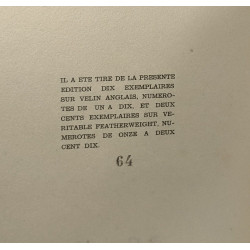 IL A ETE TIRE DE LA PRESENTE
EDITION DIX EXEMPLAIRES
SUR VELIN ANGLAIS, NUMERO-
TES DE UN A DIX, ET DEUX
CENTS EXEMPLAIRES SUR VE-
RITABLE FEATHERWEIGHT, NU-
MEROTES DE ONZE A DEUX
CENT DIX.
64